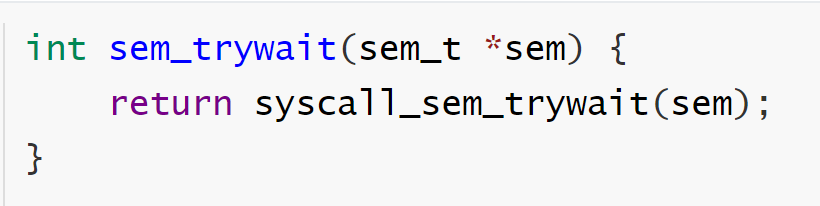 int sem_trywait(sem_t *sem) {
    return syscall_sem_trywait(sem);
}